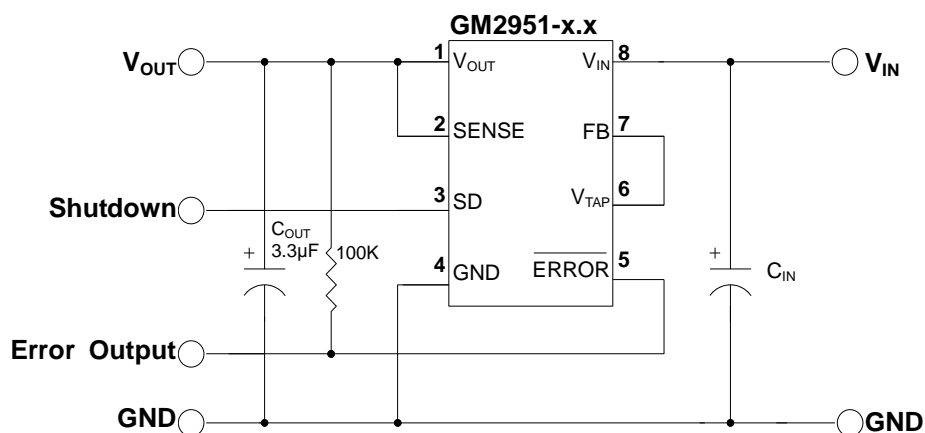 GM2951-x.x
VOUT
1
VOUT
VIN
8
VIN
2
SENSE
FB
7
Shutdown
3
SD
VTAP
6
COUT
3.3µF
+
100K
4
GND
ERROR
5
+
CIN
Error Output
GND
GND